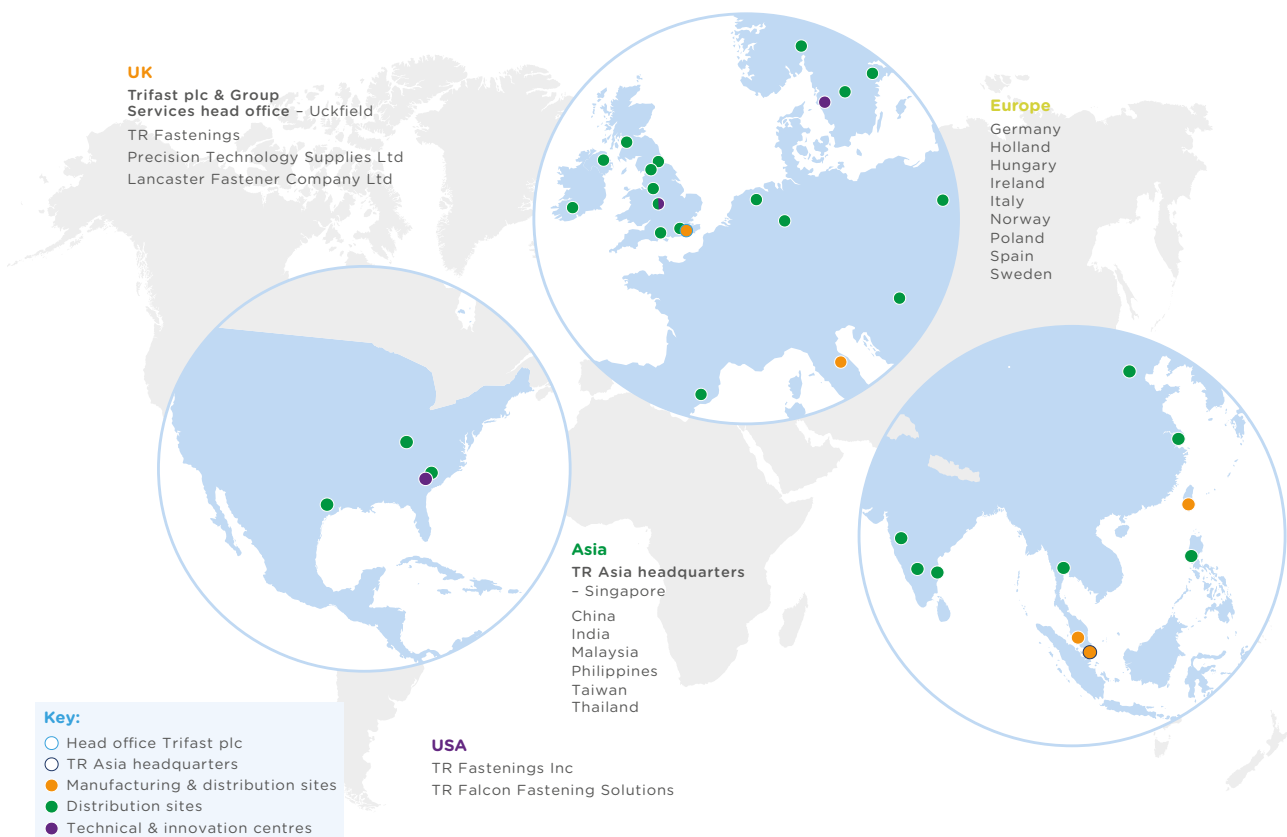 UK
Trifast plc & Group
Services head office – Uckfield
TR Fastenings
Precision Technology Supplies Ltd
Lancaster Fastener Company Ltd
Europe
Germany
Holland
Hungary
Ireland
Italy
Norway
Poland
Spain
Sweden
Asia
TR Asia headquarters
– Singapore
China
India
Malaysia
Philippines
Taiwan
Thailand
USA
TR Fastenings Inc
TR Falcon Fastening Solutions
Key:
Head office Trifast plc
TR Asia headquarters
Manufacturing & distribution sites
Distribution sites
Technical & innovation centres